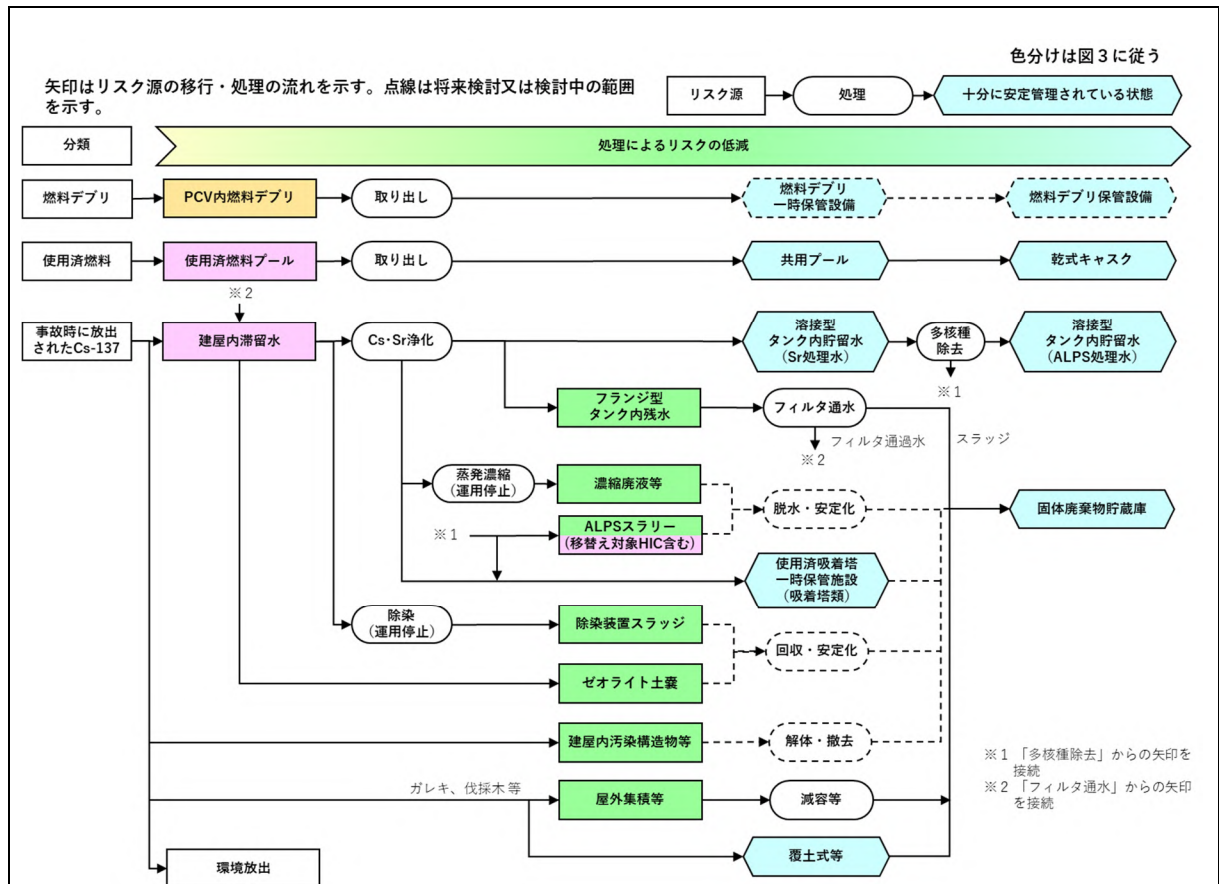 色分けは図３に従う
矢印はリスク源の移行・処理の流れを示す。点線は将来検討又は検討中の範囲
を示す。
リスク源
処理
十分に安定管理されている状態
分類
処理によるリスクの低減
燃料デブリ
PCV内燃料デブリ
取り出し
燃料デブリ
一時保管設備
燃料デブリ保管設備
使用済燃料
使用済燃料プール
取り出し
共用プール
乾式キャスク
※２
事故時に放出
されたCs-137
建屋内滞留水
Cs・Sr浄化
溶接型
タンク内貯留水
（Sr処理水）
多核種
除去
溶接型
タンク内貯留水
（ALPS処理水）
※１
フランジ型
タンク内残水
フィルタ通水
フィルタ通過水
スラッジ
※２
蒸発濃縮
（運用停止）
濃縮廃液等
脱水・安定化
固体廃棄物貯蔵庫
※１
ALPSスラリー
（移替え対象HIC含む）
使用済吸着塔
一時保管施設
（吸着塔類）
除染
（運用停止）
除染装置スラッジ
回収・安定化
ゼオライト土嚢
建屋内汚染構造物等
解体・撤去
※１ 「多核種除去」からの矢印を
接続
※２ 「フィルタ通水」からの矢印
を接続
ガレキ、伐採木 等
屋外集積等
減容等
覆土式等
環境放出